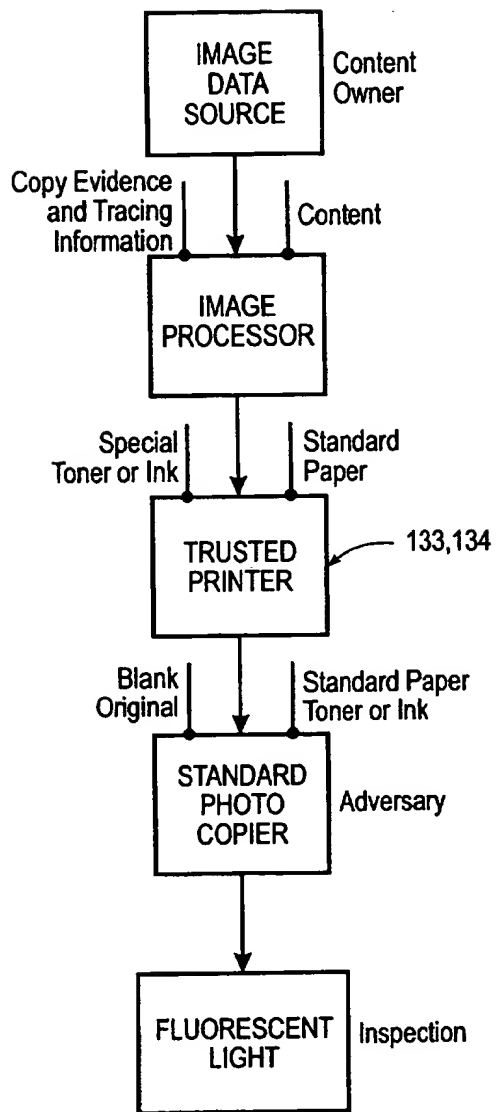 IMAGE
DATA
SOURCE
Content
Owner
Copy Evidence
and Tracing
Information
Content
IMAGE
PROCESSOR
Special
Toner or Ink
Standard
Paper
TRUSTED
PRINTER
133,134
Blank
Original
Standard Paper
Toner or Ink
STANDARD
PHOTO
COPIER
Adversary
FLUORESCENT
LIGHT
Inspection